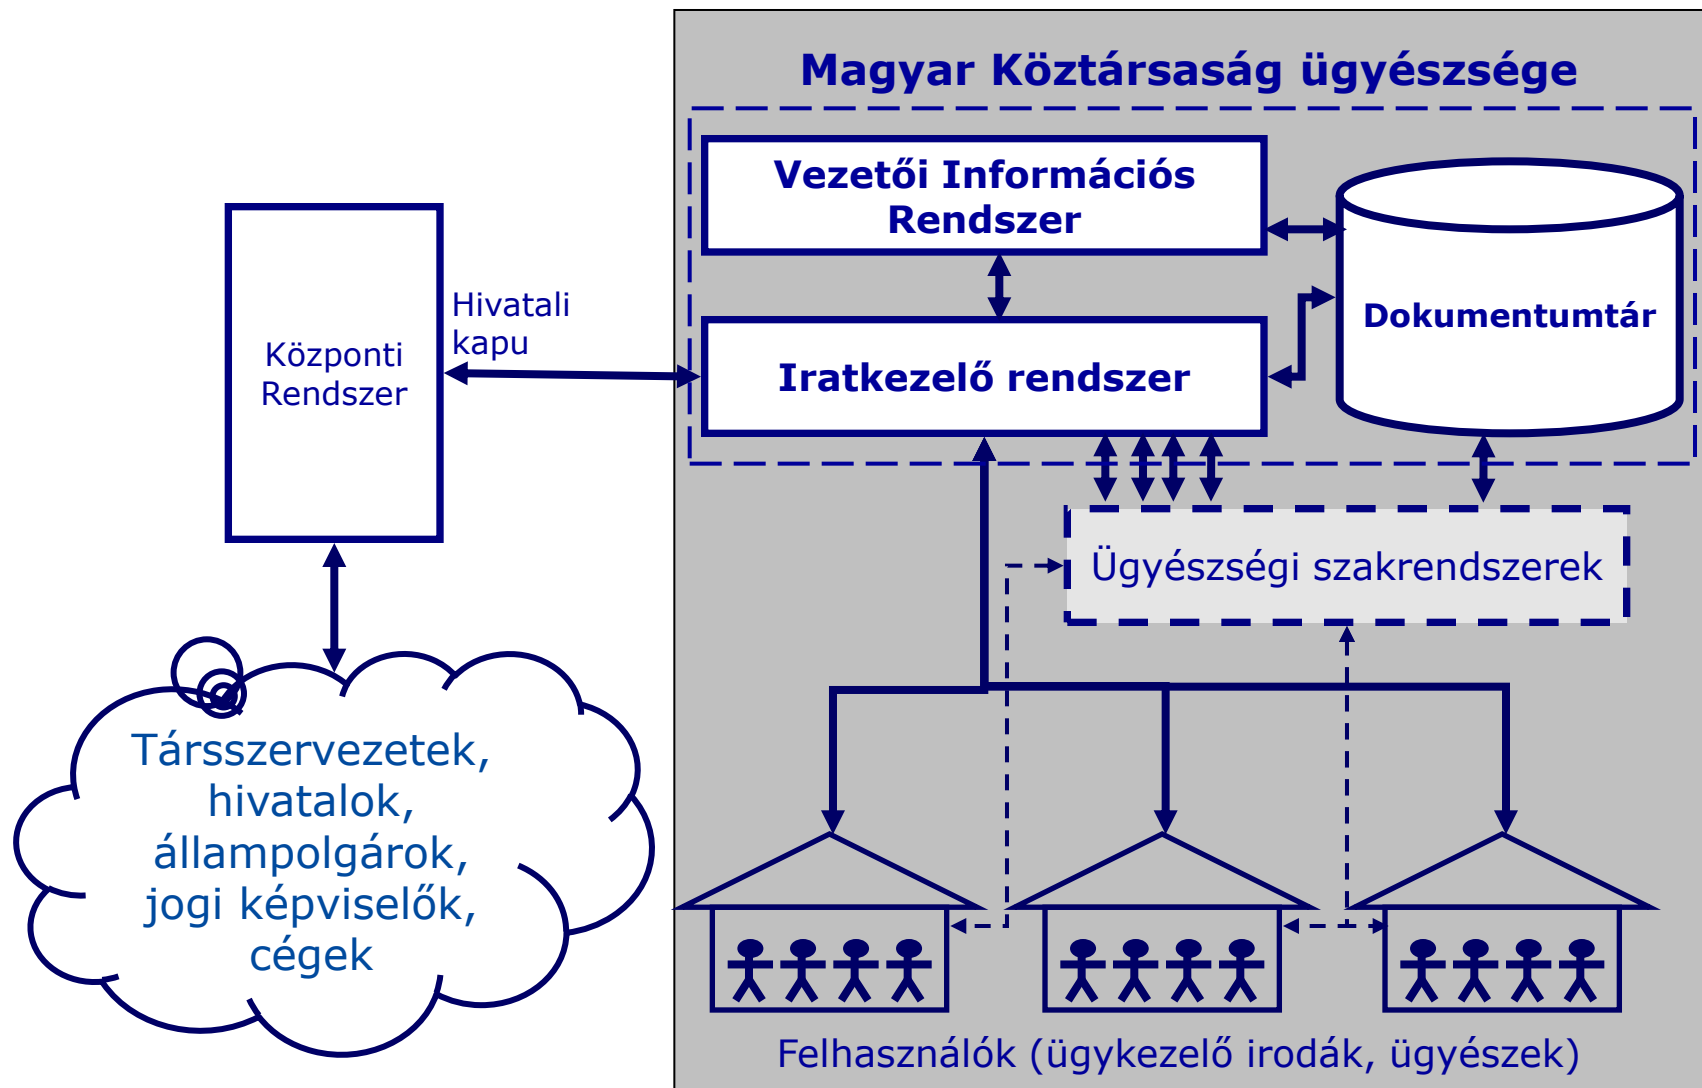 Magyar Köztársaság ügyészsége
Vezetői Információs
Rendszer
Dokumentumtár
Iratkezelő rendszer
Hivatali
kapu
Központi
Rendszer
Ügyészségi szakrendszerek
Társszervezetek,
hivatalok,
állampolgárok,
jogi képviselők,
cégek
Felhasználók (ügykezelő irodák, ügyészek)